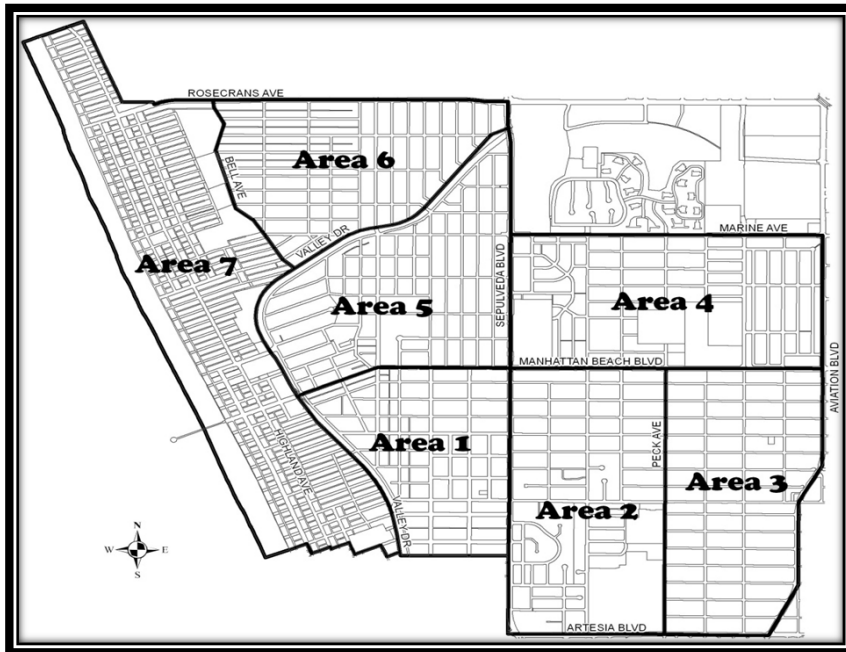 ROSECRANS AVE
Area 6
BELL AVE
VALLEY DR
MARINE AVE
Area 7
Area 5
SEPULVEDA BLVD
Area 4
MANHATTAN BEACH BLVD
AVIATION BLVD
Area 1
HIGHLAND AVE
PECK AVE
Area 3
VALLEY DR
Area 2
N
W E
S
ARTESIA BLVD